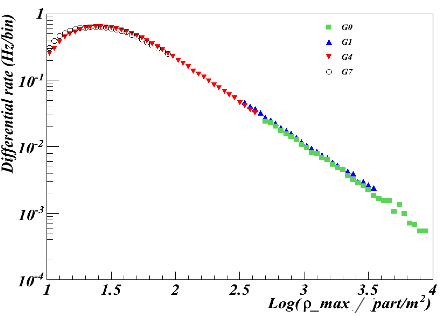 Differential rate (Hz/bin)
1
10^-1
10^-2
10^-3
10^-4
G0
G1
G4
G7
1 1.5 2 2.5 3 3.5 4
Log(ρ_max / part/m^2)